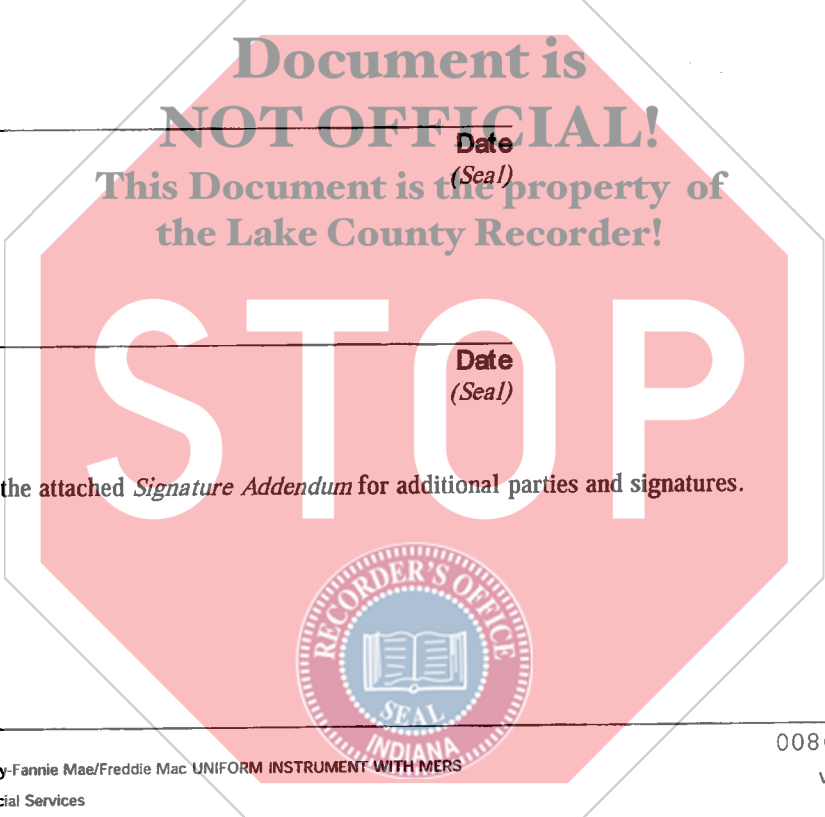 Document is
NOT OFFICIAL!
Date
This Document is the property of
(Seal)
the Lake County Recorder!
STOP
Date
(Seal)
the attached Signature Addendum for additional parties and signatures.
RECORDER'S OFFICE
SEAL
INDIANA
008
y-Fannie Mae/Freddie Mac UNIFORM INSTRUMENT WITH MERS
cial Services